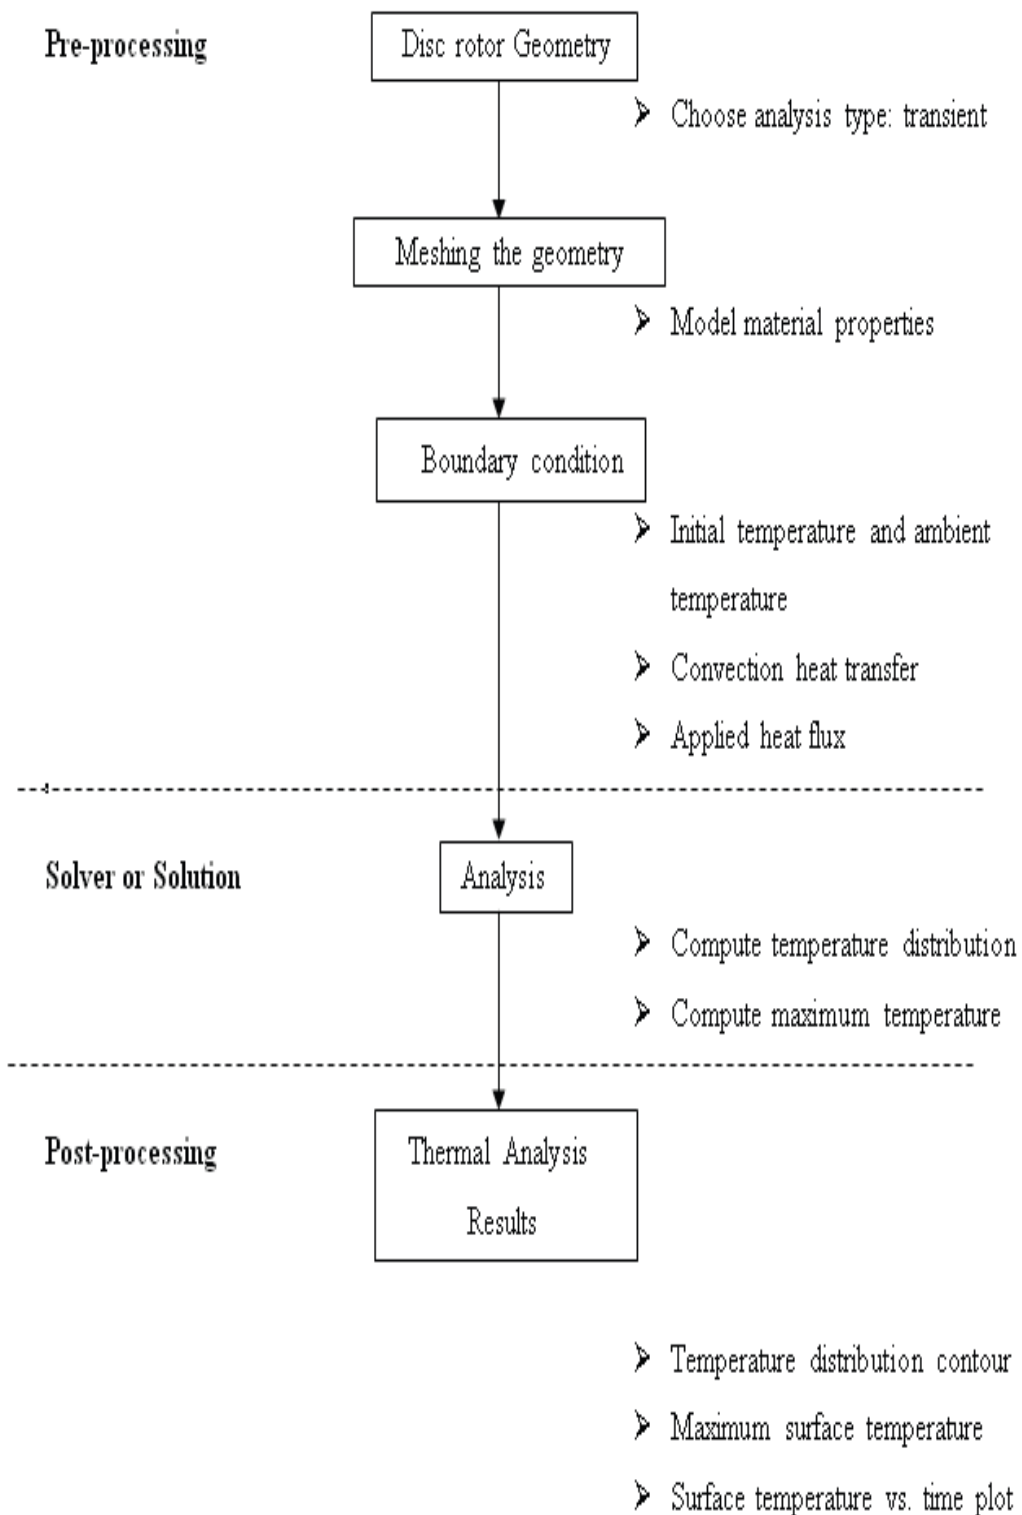 Pre-processing
Disc rotor Geometry
Choose analysis type: transient
Meshing the geometry
Model material properties
Boundary condition
Initial temperature and ambient
temperature
Convection heat transfer
Applied heat flux
Solver or Solution
Analysis
Compute temperature distribution
Compute maximum temperature
Post-processing
Thermal Analysis
Results
Temperature distribution contour
Maximum surface temperature
Surface temperature vs. time plot